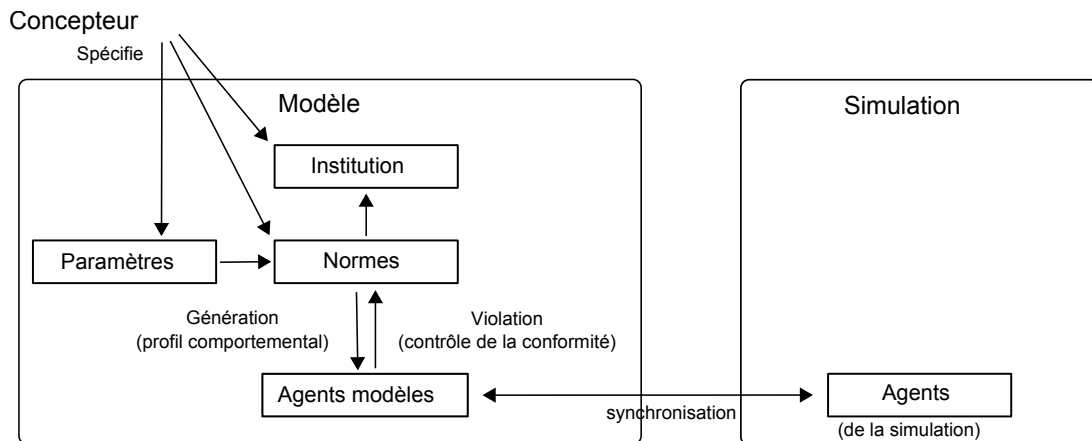 Concepteur
Spécifie
Modèle
Simulation
Institution
Paramètres
Normes
Génération
(profil comportemental)
Violation
(contrôle de la conformité)
Agents modèles
synchronisation
Agents
(de la simulation)